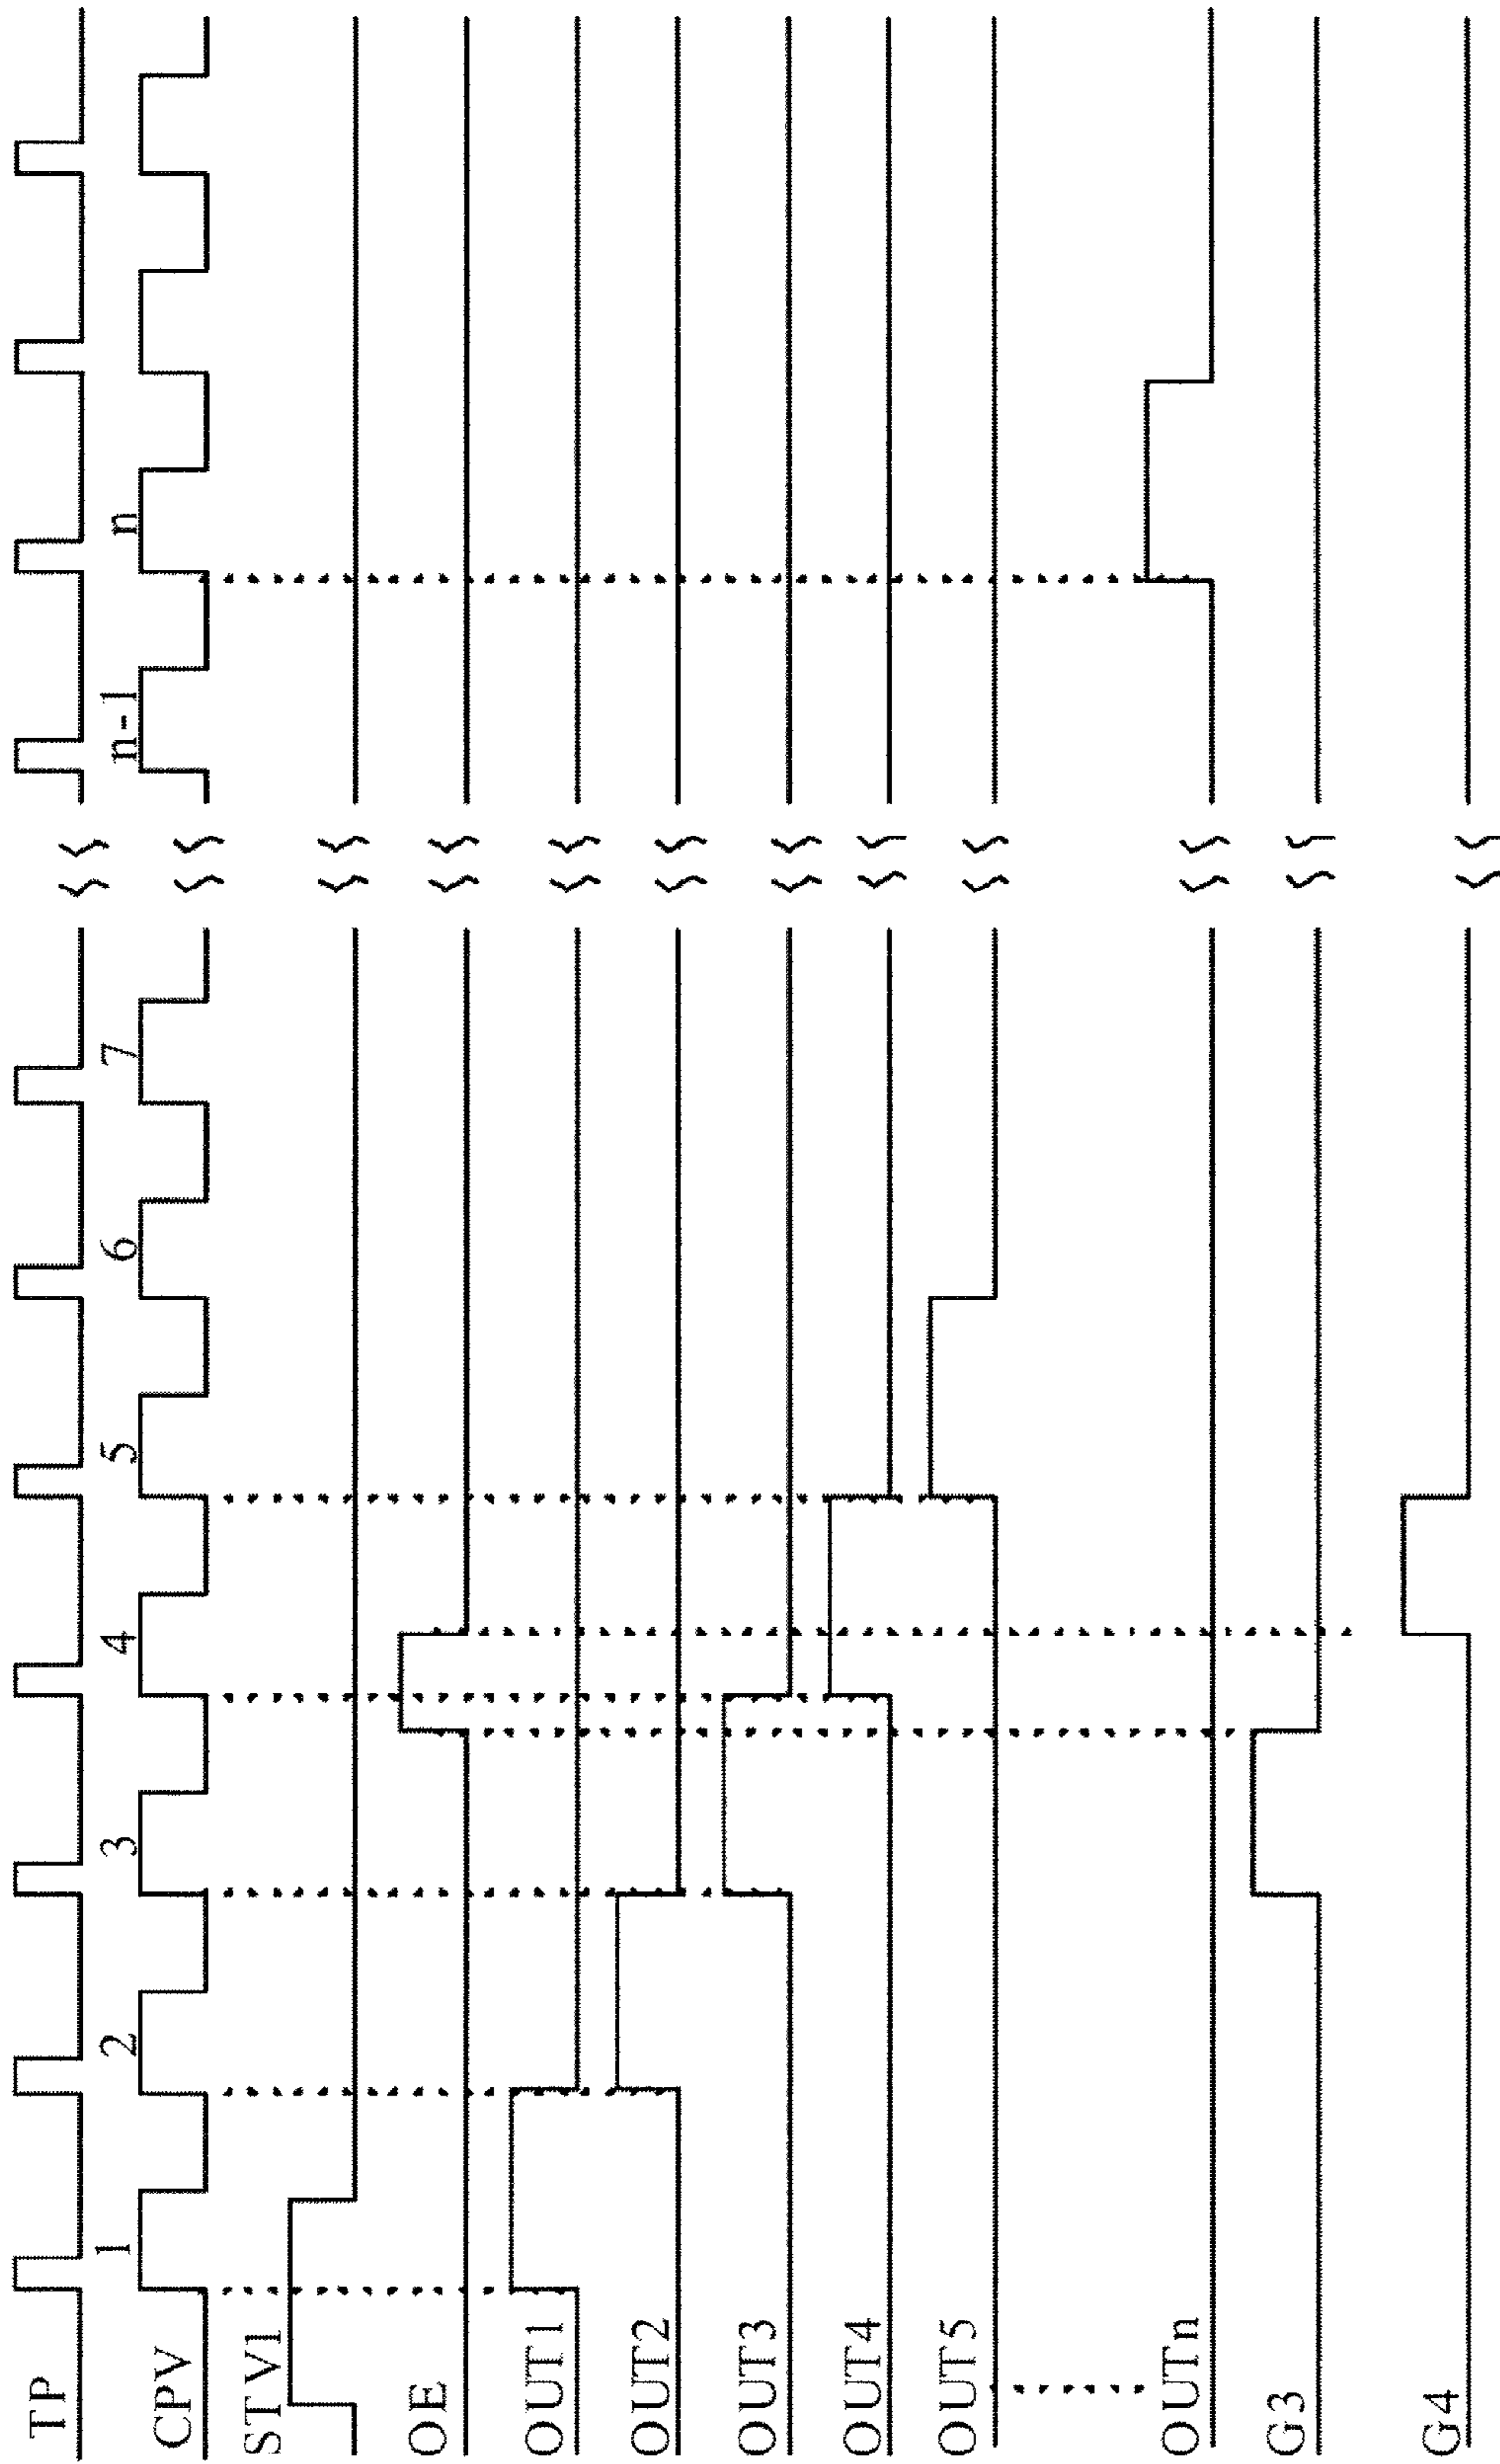 TP
CPV 1 2 3 4 5 6 7 n-1 n
STV1
OE
OUT1
OUT2
OUT3
OUT4
OUT5
OUTn
G3
G4